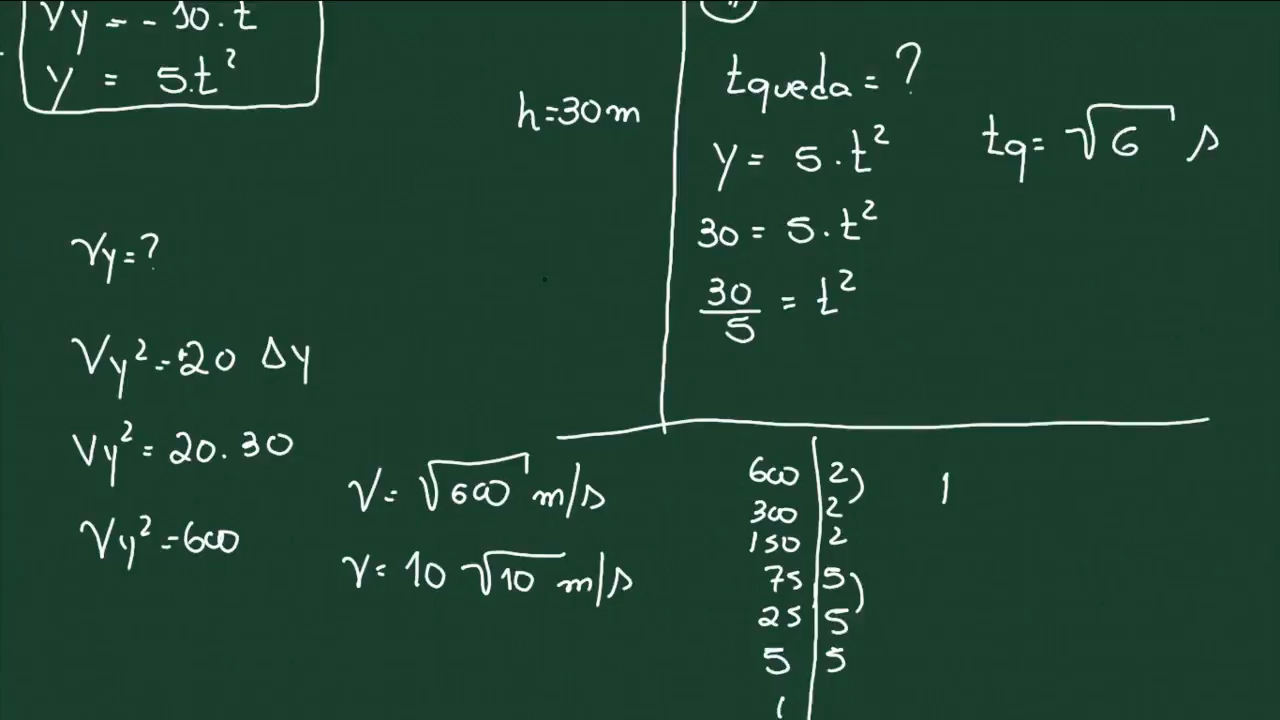 Vy = - 10.t
y = 5.t²
h=30m
Vy=?
Vy²=20 Δy
Vy²=20.30
Vy²=600
V=√600 m/s
V=10√10 m/s
tqueda=?
y=5.t²
30=5.t²
30/5=t²
tq=√6 s
600|2)
300|2
150|2
75|5)
25|5
5|5
1|
1